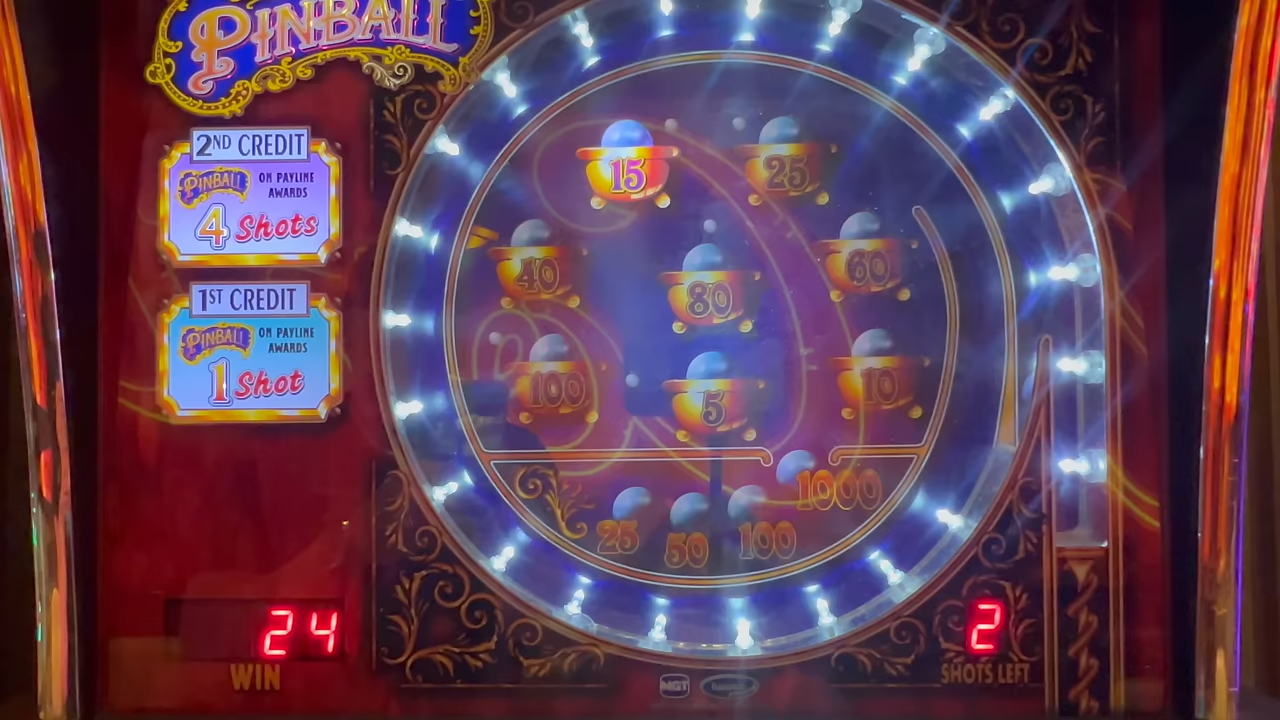 PINBALL
2ND CREDIT
PINBALL ON PAYLINE AWARDS
4 Shots
1ST CREDIT
PINBALL ON PAYLINE AWARDS
1 Shot
15
25
40
80
60
100
5
10
25
50
100
1000
24
WIN
2
SHOTS LEFT